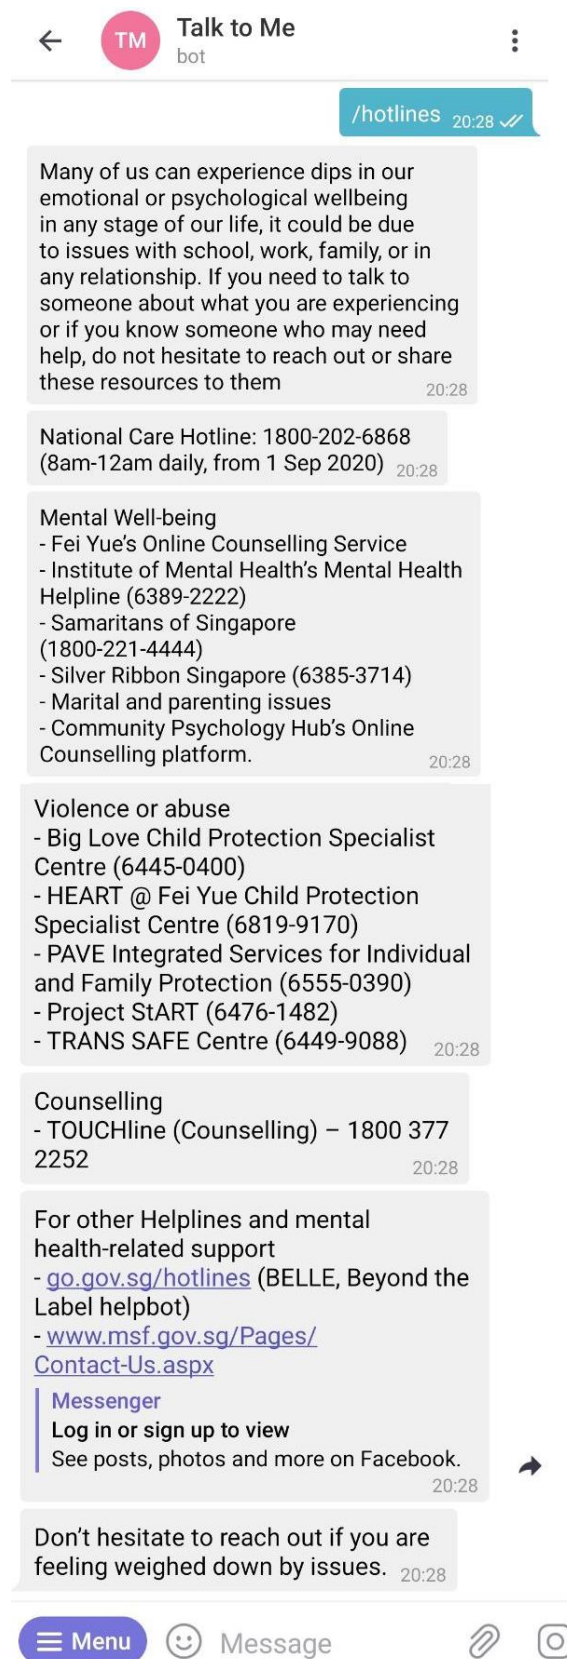 Talk to Me
TM
bot
/hotlines 20:28
Many of us can experience dips in our
emotional or psychological wellbeing
in any stage of our life, it could be due
to issues with school, work, family, or in
any relationship. If you need to talk to
someone about what you are experiencing
or if you know someone who may need
help, do not hesitate to reach out or share
these resources to them 20:28
National Care Hotline: 1800-202-6868
(8am-12am daily, from 1 Sep 2020) 20:28
Mental Well-being
- Fei Yue's Online Counselling Service
- Institute of Mental Health's Mental Health
Helpline (6389-2222)
- Samaritans of Singapore
(1800-221-4444)
- Silver Ribbon Singapore (6385-3714)
- Marital and parenting issues
- Community Psychology Hub's Online
Counselling platform. 20:28
Violence or abuse
- Big Love Child Protection Specialist
Centre (6445-0400)
- HEART @ Fei Yue Child Protection
Specialist Centre (6819-9170)
- PAVE Integrated Services for Individual
and Family Protection (6555-0390)
- Project StART (6476-1482)
- TRANS SAFE Centre (6449-9088) 20:28
Counselling
- TOUCHline (Counselling) – 1800 377
2252 20:28
For other Helplines and mental
health-related support
- go.gov.sg/hotlines (BELLE, Beyond the
Label helpbot)
- www.msf.gov.sg/Pages/
Contact-Us.aspx
Messenger
Log in or sign up to view
See posts, photos and more on Facebook.
20:28
Don't hesitate to reach out if you are
feeling weighed down by issues. 20:28
Menu
Message